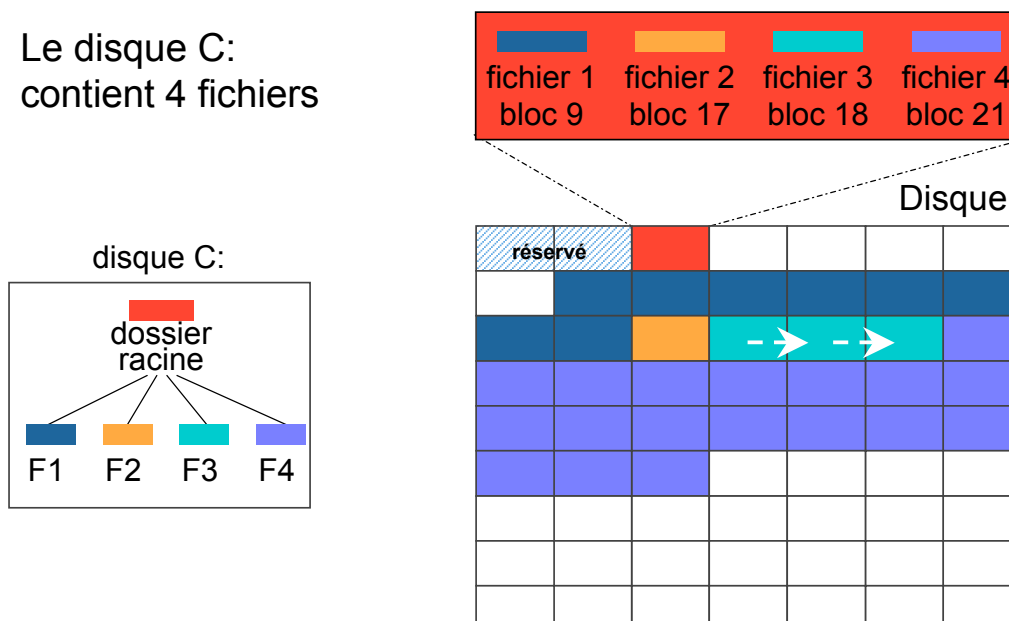 Le disque C:
contient 4 fichiers
fichier 1 fichier 2 fichier 3 fichier 4
bloc 9 bloc 17 bloc 18 bloc 21
Disque
réservé
disque C:
dossier
racine
F1 F2 F3 F4